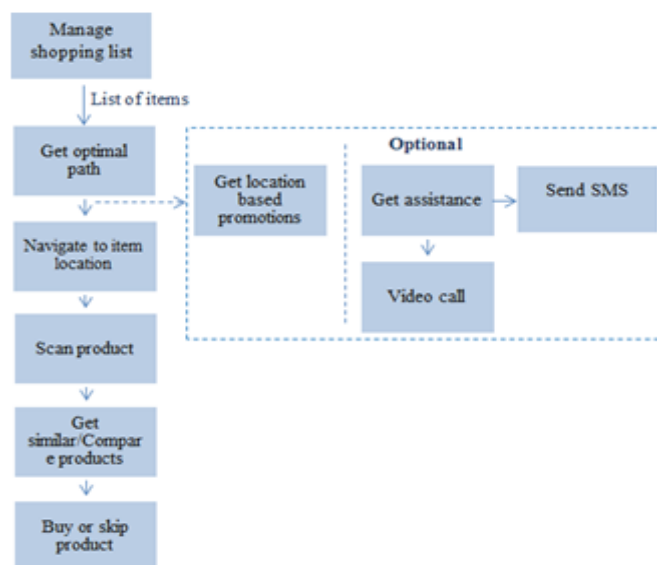 Manage
shopping list
List of items
Get optimal
path
Optional
Get location
based
promotions
Get assistance
Send SMS
Navigate to item
location
Video call
Scan product
Get
similar/Compar
e products
Buy or skip
product